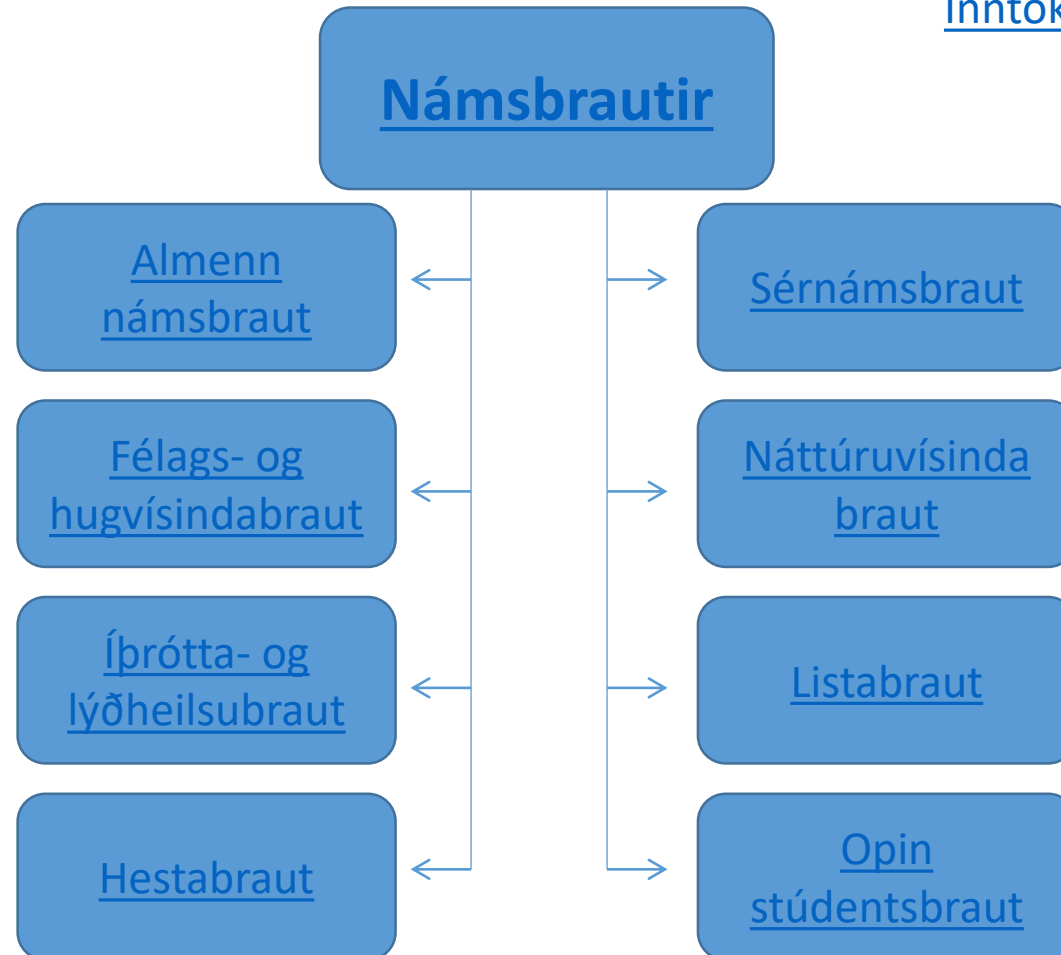 Námsbrautir
Almenn
námsbraut
Félags- og
hugvísindabraut
Íþrótta- og
lýðheilsubraut
Hestabraut
Sérnámsbraut
Náttúruvísinda
braut
Listabraut
Opin
stúdentsbraut